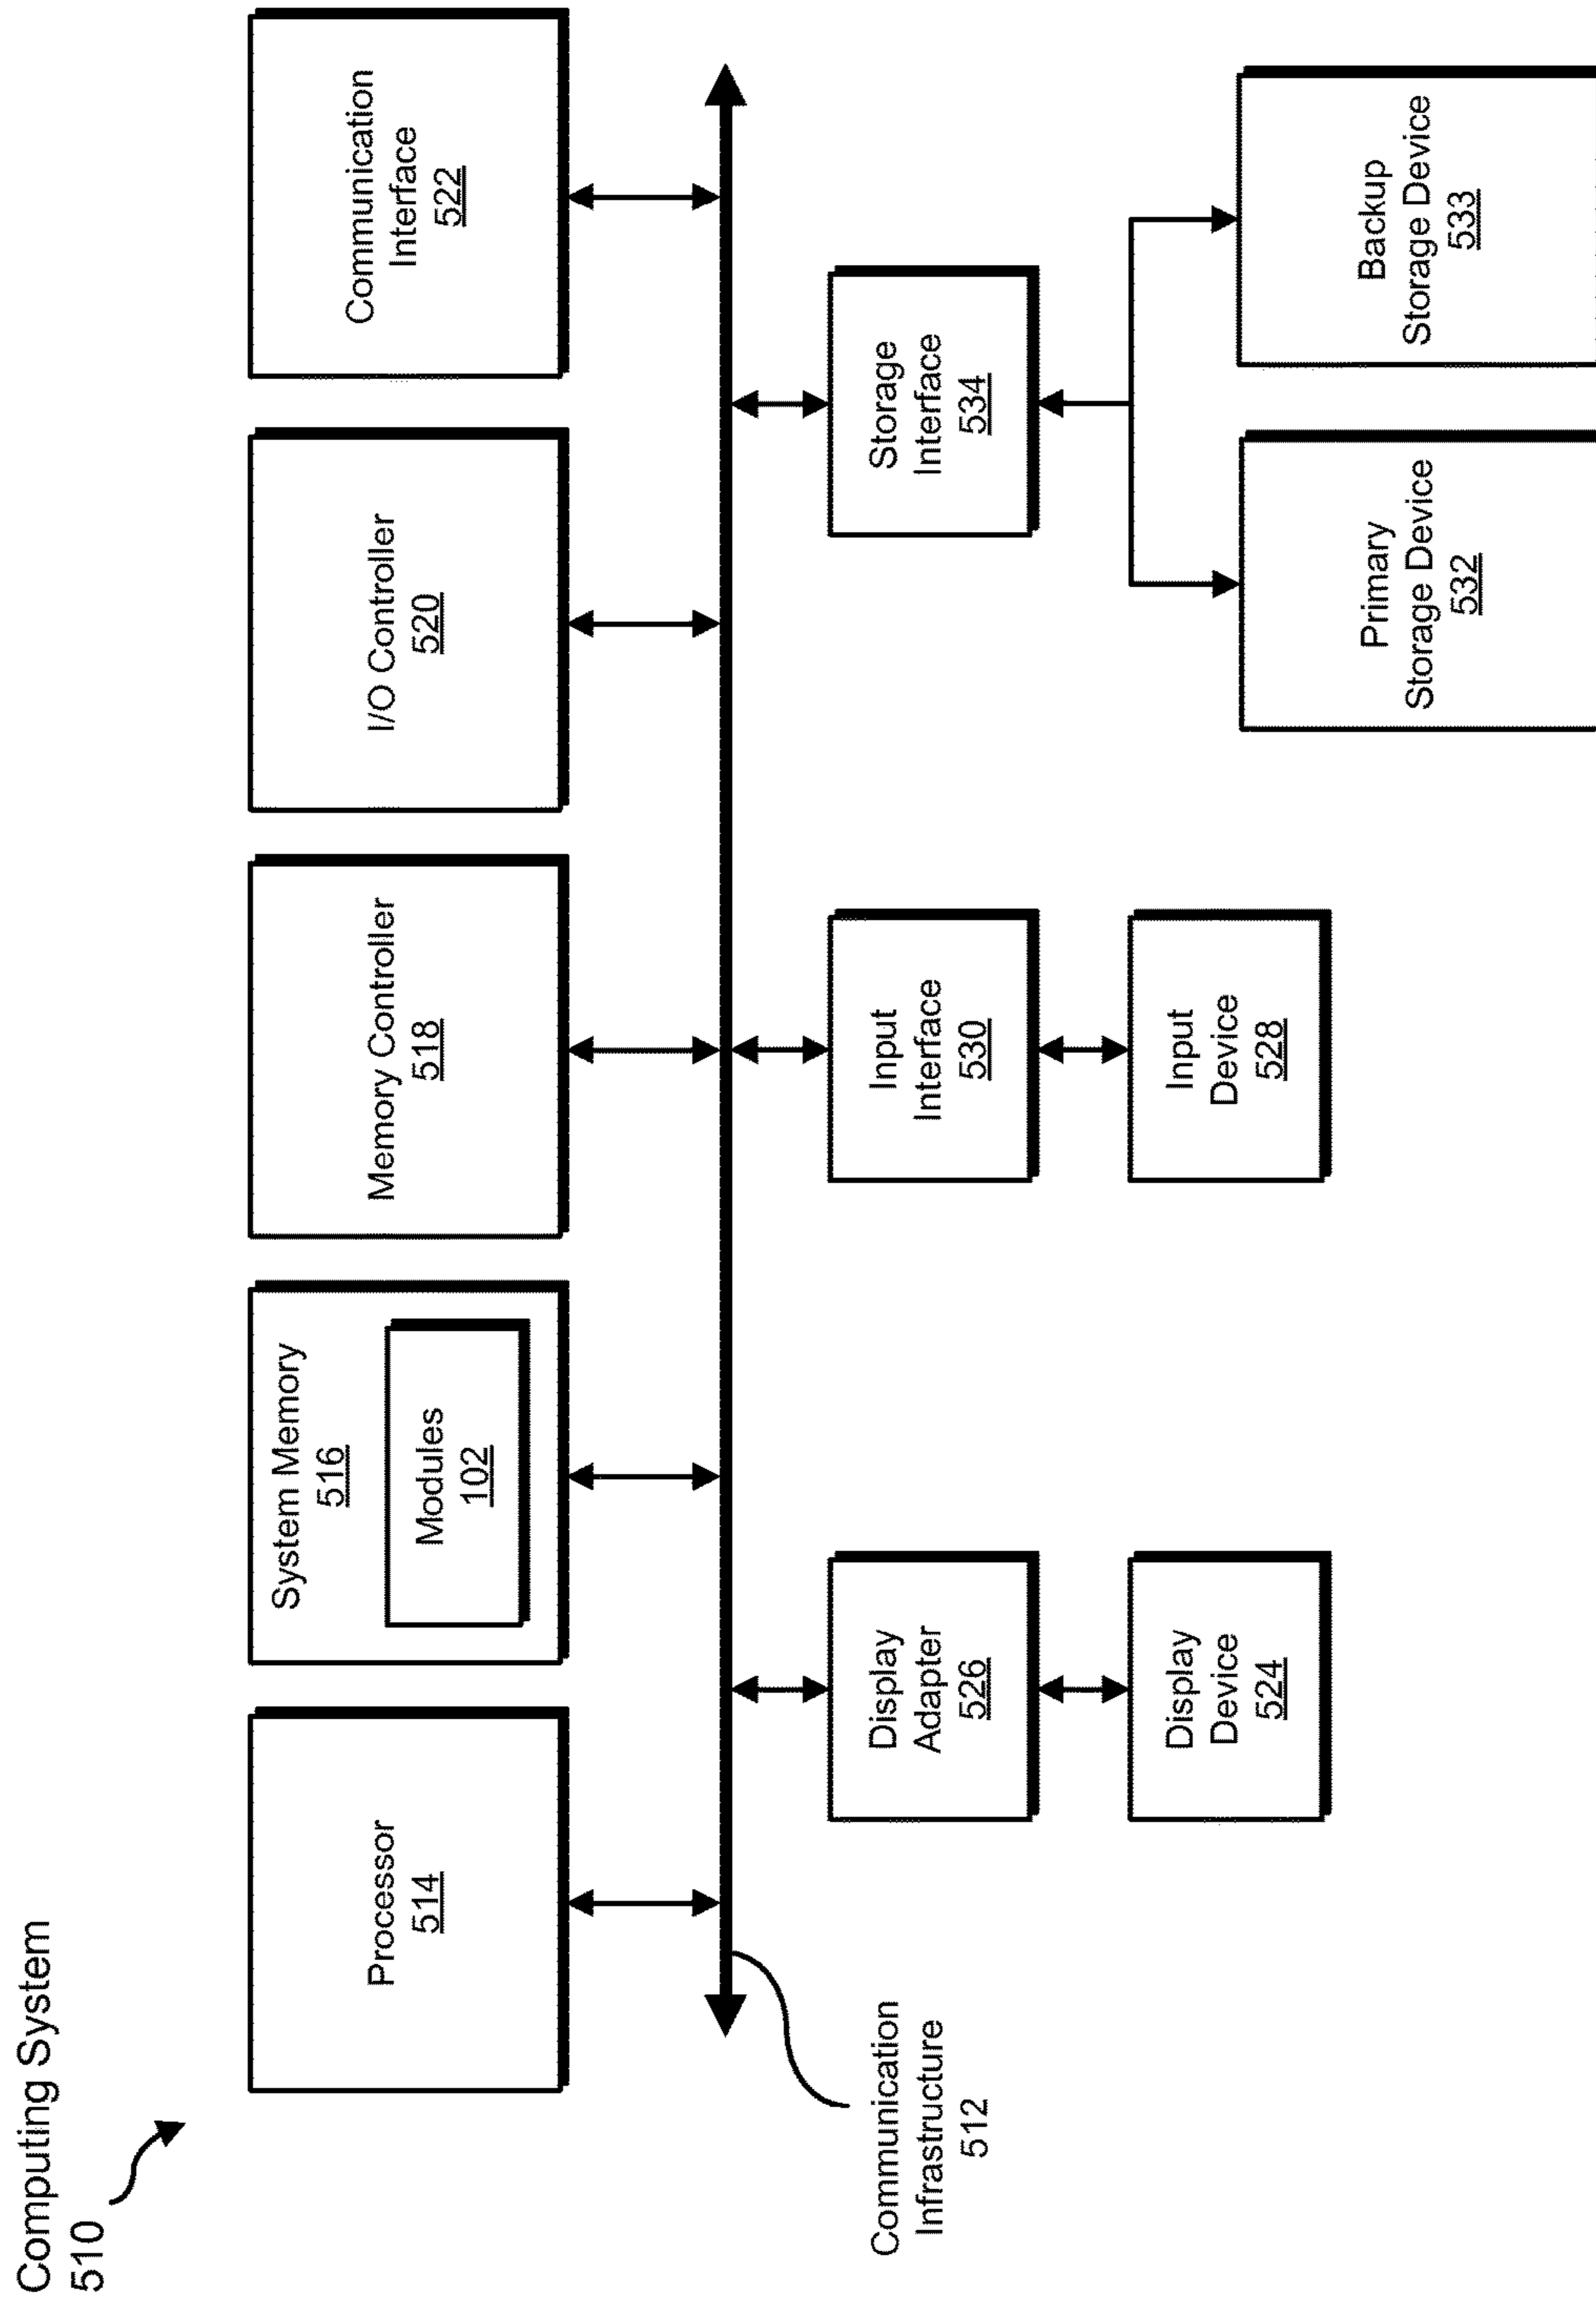 Computing System
510
Processor
514
System Memory
516
Modules
102
Memory Controller
518
I/O Controller
520
Communication
Interface
522
Communication
Infrastructure
512
Display
Adapter
526
Input
Interface
530
Storage
Interface
534
Display
Device
524
Input
Device
528
Primary
Storage Device
532
Backup
Storage Device
533